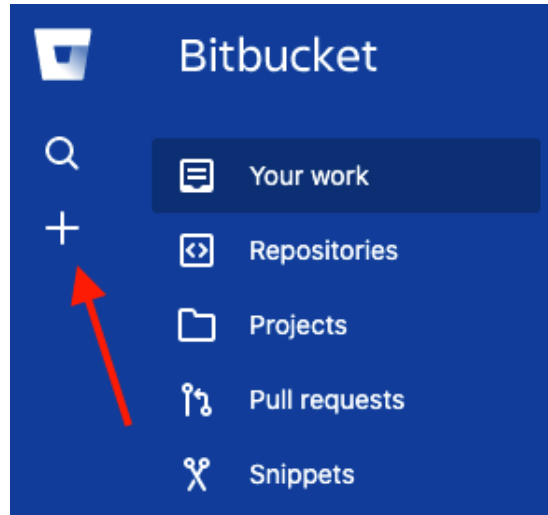 Bitbucket
Your work
Repositories
Projects
Pull requests
Snippets